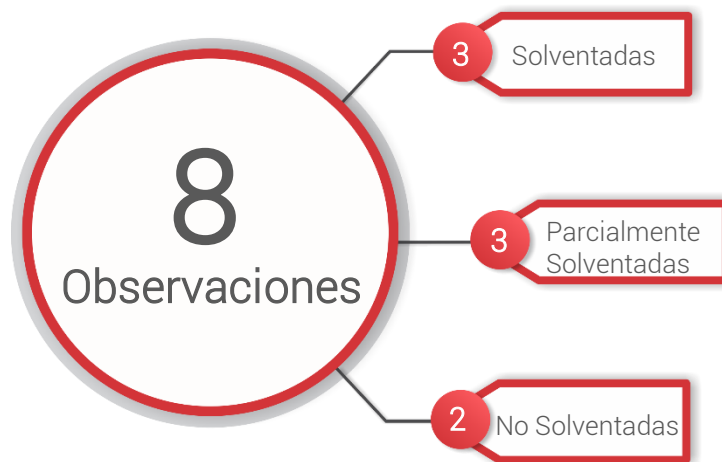 8
Observaciones
3
Solventadas
3
Parcialmente
Solventadas
2
No Solventadas